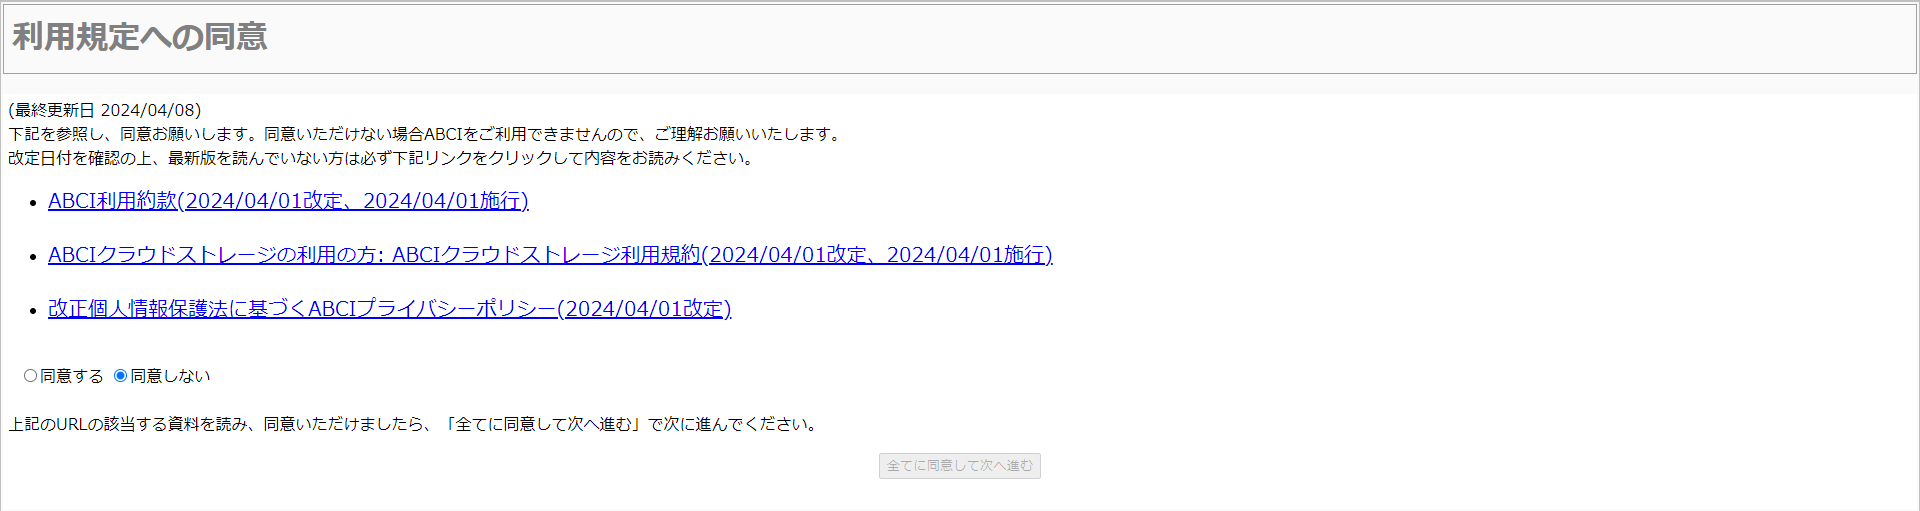 利用規定への同意
(最終更新日 2024/04/08)
下記を参照し、同意お願いします。同意いただけない場合ABCIをご利用できませんので、ご理解お願いいたします。
改定日付を確認の上、最新版を読んでいない方は必ず下記リンクをクリックして内容をお読みください。
ABCI利用約款(2024/04/01改定、2024/04/01施行)
ABCIクラウドストレージの利用の方: ABCIクラウドストレージ利用規約(2024/04/01改定、2024/04/01施行)
改正個人情報保護法に基づくABCIプライバシーポリシー(2024/04/01改定)
同意する 同意しない
上記のURLの該当する資料を読み、同意いただけましたら、「全てに同意して次へ進む」で次に進んでください。
全てに同意して次へ進む